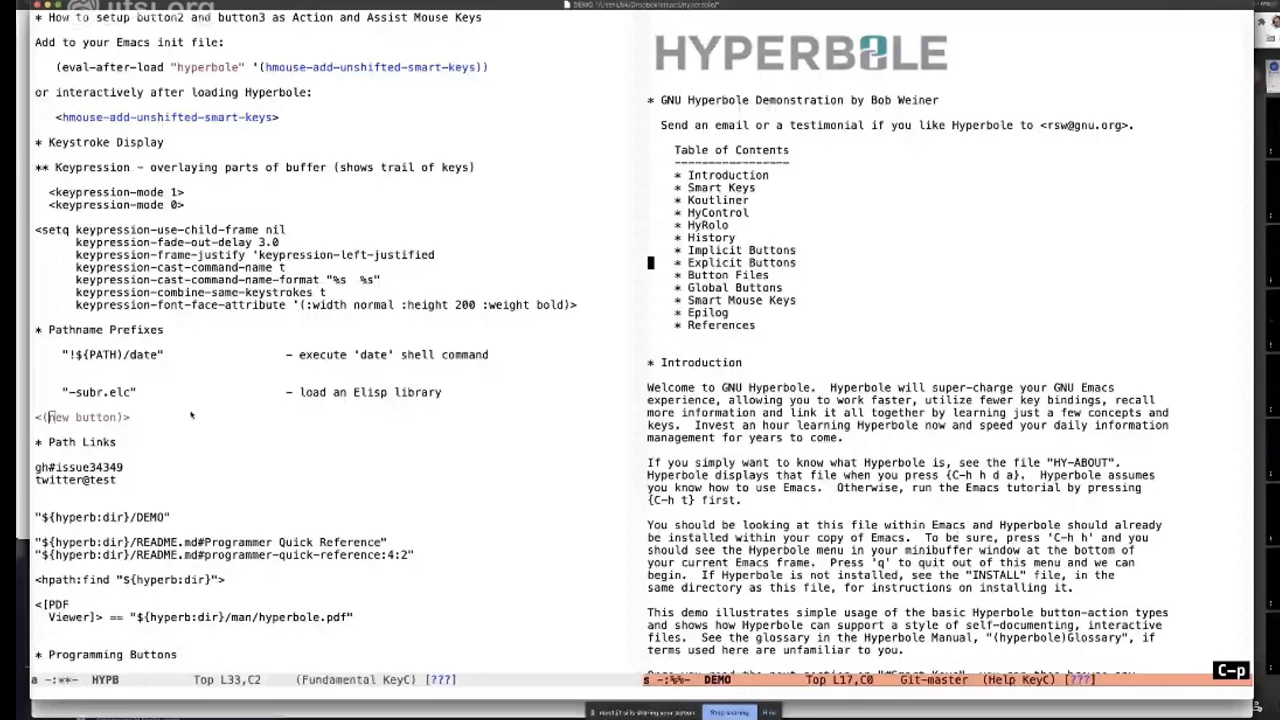 * How to setup button2 and button3 as Action and Assist Mouse Keys
Add to your Emacs init file:
(eval-after-load "hyperbole" '(hmouse-add-unshifted-smart-keys))
or interactively after loading Hyperbole:
<hmouse-add-unshifted-smart-keys>
* Keystroke Display
** Keypression - overlaying parts of buffer (shows trail of keys)
<keypression-mode 1>
<keypression-mode 0>
<setq keypression-use-child-frame nil
keypression-fade-out-delay 3.0
keypression-frame-justify 'keypression-left-justified
keypression-cast-command-name t
keypression-cast-command-name-format "%s  %s"
keypression-combine-same-keystrokes t
keypression-font-face-attribute '(:width normal :height 200 :weight bold)>
* Pathname Prefixes
"!${PATH}/date" - execute 'date' shell command
"-subr.elc" - load an Elisp library
<(new button)>
* Path Links
gh#issue34349
twitter@test
"${hyperb:dir}/DEMO"
"${hyperb:dir}/README.md#Programmer Quick Reference"
"${hyperb:dir}/README.md#programmer-quick-reference:4:2"
<hpath:find "${hyperb:dir}">
<[PDF
Viewer]> == "${hyperb:dir}/man/hyperbole.pdf"
* Programming Buttons
a -:**- HYPB Top L33,C2 (Fundamental KeyC) [???]
HYPERBOLE
* GNU Hyperbole Demonstration by Bob Weiner
Send an email or a testimonial if you like Hyperbole to <rsw@gnu.org>.
Table of Contents
-----------------
* Introduction
* Smart Keys
* Koutliner
* HyControl
* HyRolo
* History
* Implicit Buttons
* Explicit Buttons
* Button Files
* Global Buttons
* Smart Mouse Keys
* Epilog
* References
* Introduction
Welcome to GNU Hyperbole.  Hyperbole will super-charge your GNU Emacs
experience, allowing you to work faster, utilize fewer key bindings, recall
more information and link it all together by learning just a few concepts and
keys.  Invest an hour learning Hyperbole now and speed your daily information
management for years to come.
If you simply want to know what Hyperbole is, see the file "HY-ABOUT".
Hyperbole displays that file when you press {C-h h d a}.  Hyperbole assumes
you know how to use Emacs.  Otherwise, run the Emacs tutorial by pressing
{C-h t} first.
You should be looking at this file within Emacs and Hyperbole should already
be installed within your copy of Emacs.  To be sure, press 'C-h h' and you
should see the Hyperbole menu in your minibuffer window at the bottom of
your current Emacs frame.  Press 'q' to quit out of this menu and we can
begin.  If Hyperbole is not installed, see the "INSTALL" file, in the
same directory as this file, for instructions on installing it.
This demo illustrates simple usage of the basic Hyperbole button-action types
and shows how Hyperbole can support a style of self-documenting, interactive
files.  See the glossary in the Hyperbole Manual, "(hyperbole)Glossary", if
terms used here are unfamiliar to you.
C-p
s -:%%- DEMO Top L17,C0 Git-master (Help KeyC) [???]
meet.jit.si is sharing your screen Stop sharing Hide